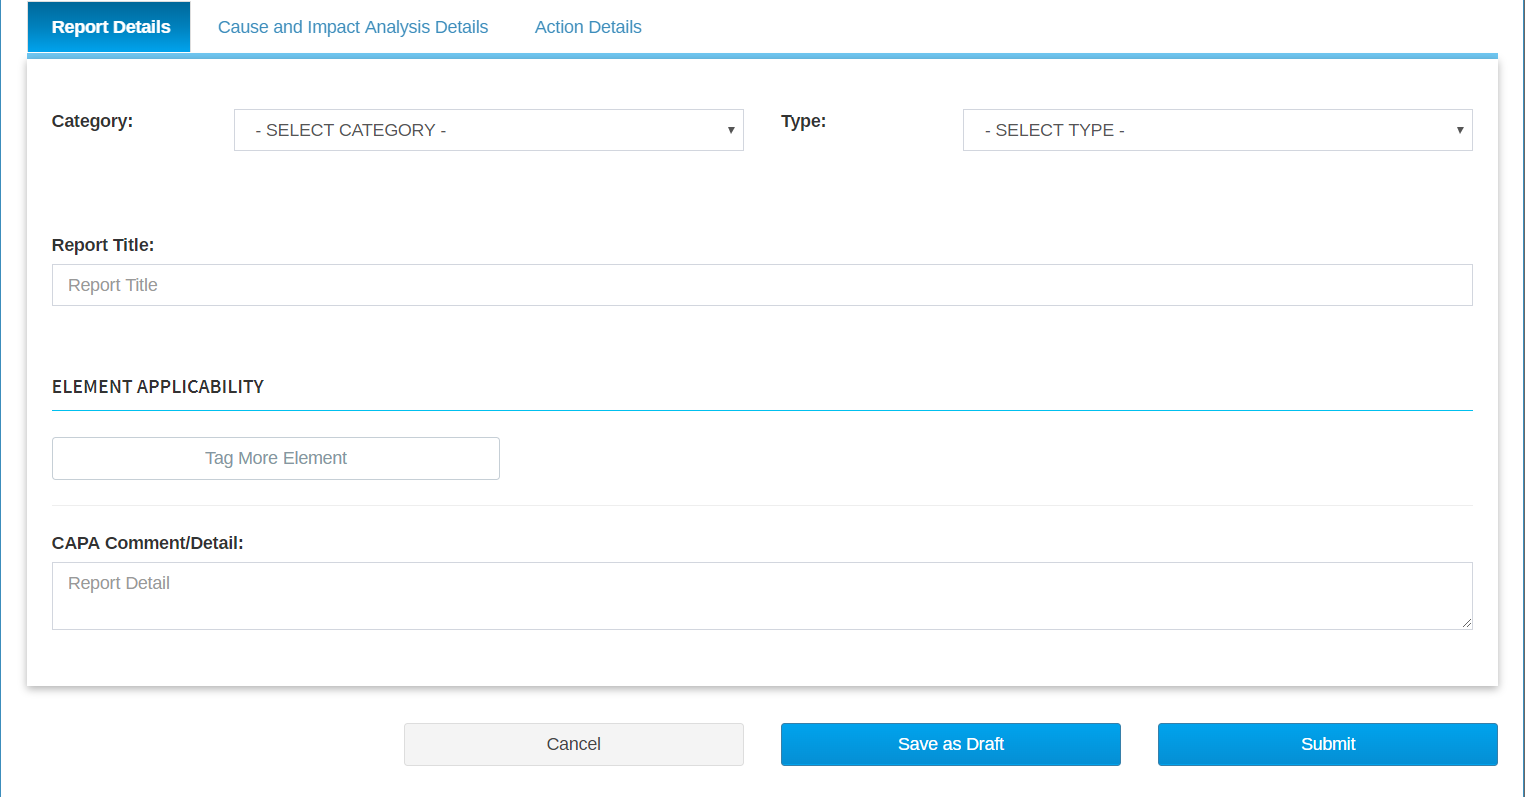 Report Details Cause and Impact Analysis Details Action Details
Category: - SELECT CATEGORY - Type: - SELECT TYPE -
Report Title:
Report Title
ELEMENT APPLICABILITY
Tag More Element
CAPA Comment/Detail:
Report Detail
Cancel Save as Draft Submit